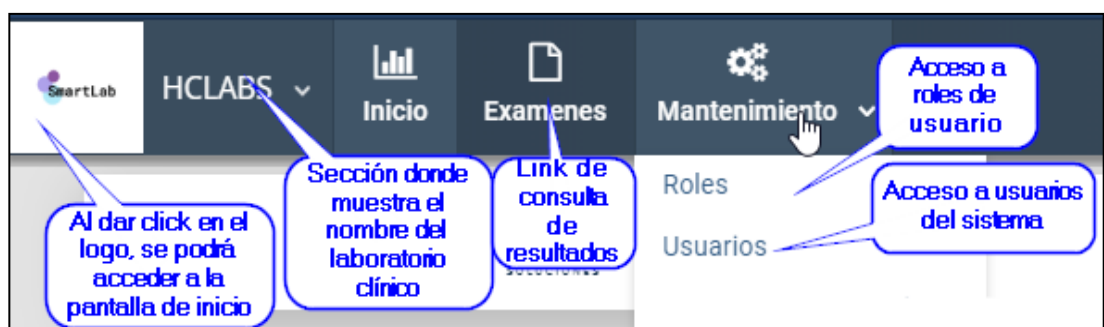 SmartLab
HCLABS
Inicio
Examenes
Mantenimiento
Acceso a
roles de
usuario
Roles
Usuarios
Acceso a usuarios
del sistema
Al dar click en el
logo, se podrá
acceder a la
pantalla de inicio
Sección donde
muestra el
nombre del
laboratorio
clínico
Link de
consulta
de
resultados
SOLUCIONES